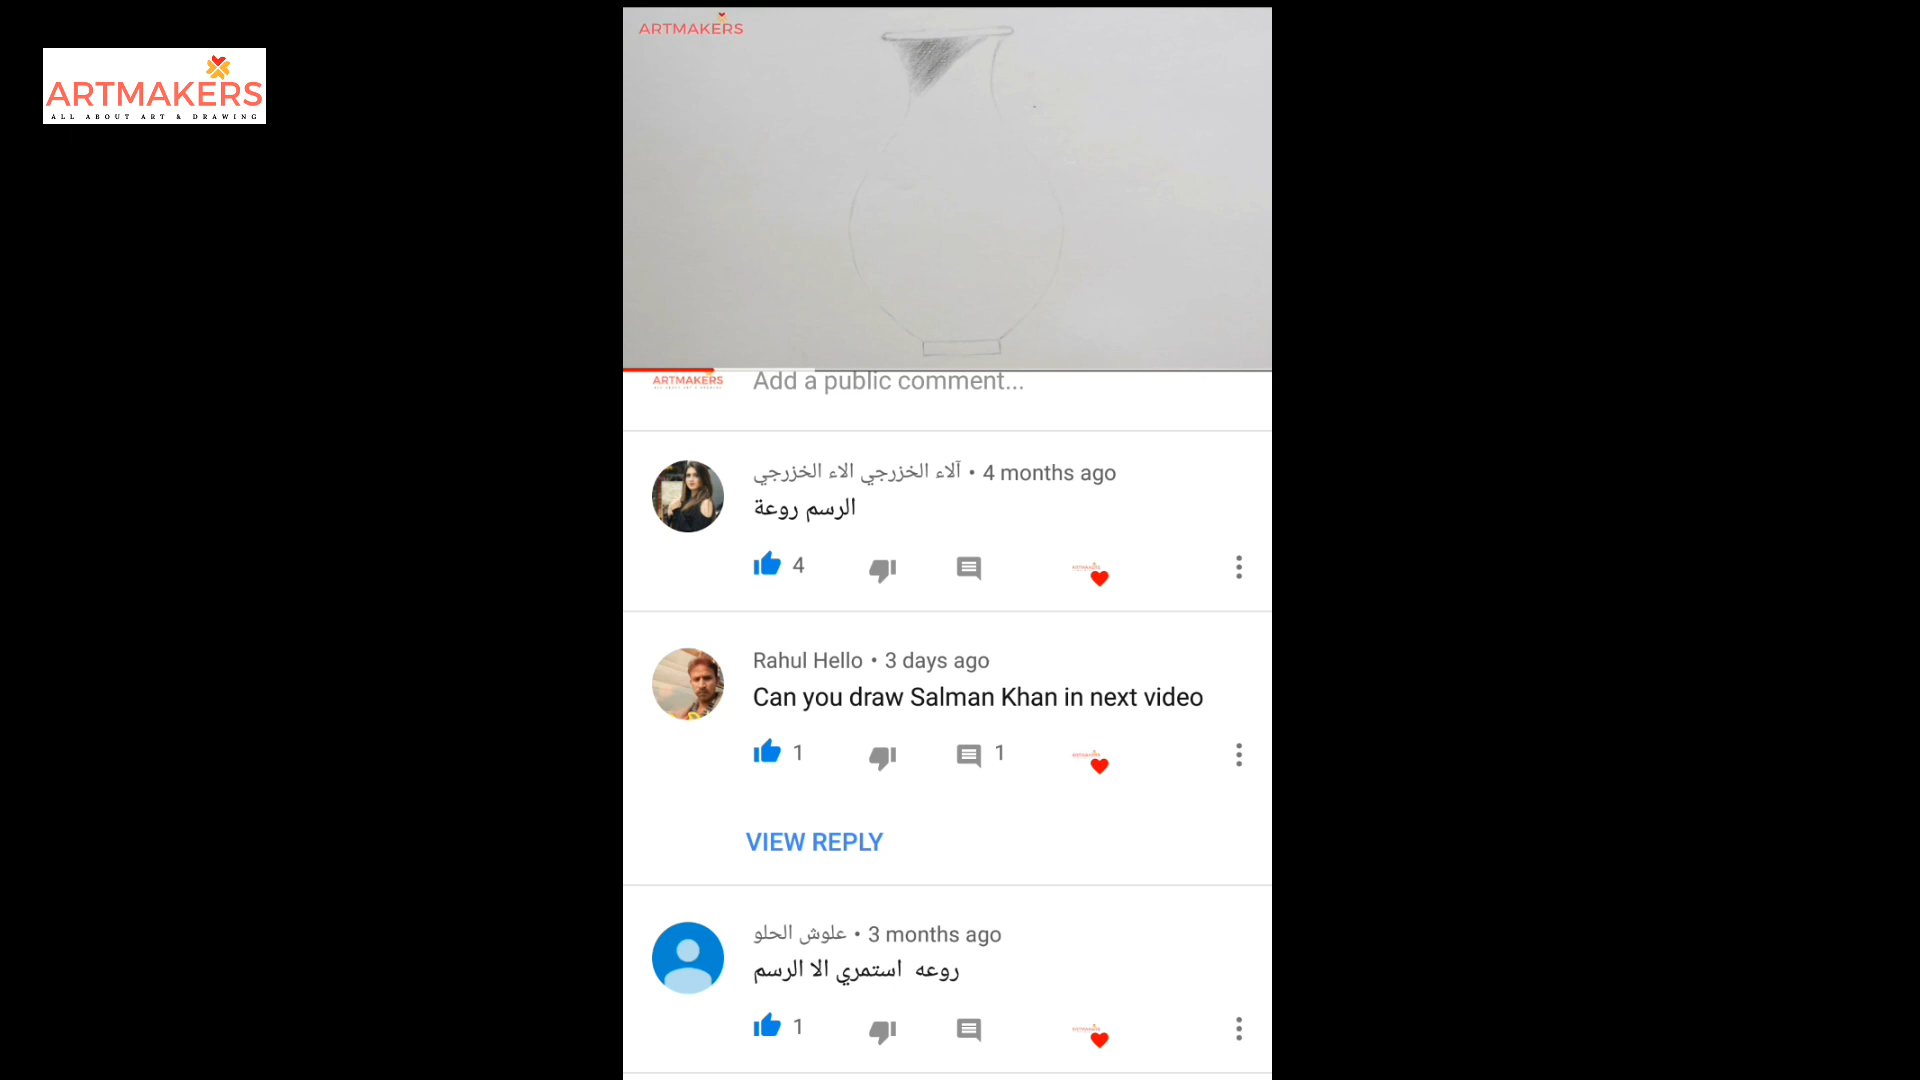 ARTMAKERS
ALL ABOUT ART & DRAWING
ARTMAKERS
ARTMAKERS
Add a public comment...
آلاء الخزرجي الاء الخزرجي • 4 months ago
الرسم روعة
4
Rahul Hello • 3 days ago
Can you draw Salman Khan in next video
1 1
VIEW REPLY
علوش الحلو • 3 months ago
روعه استمري الا الرسم
1